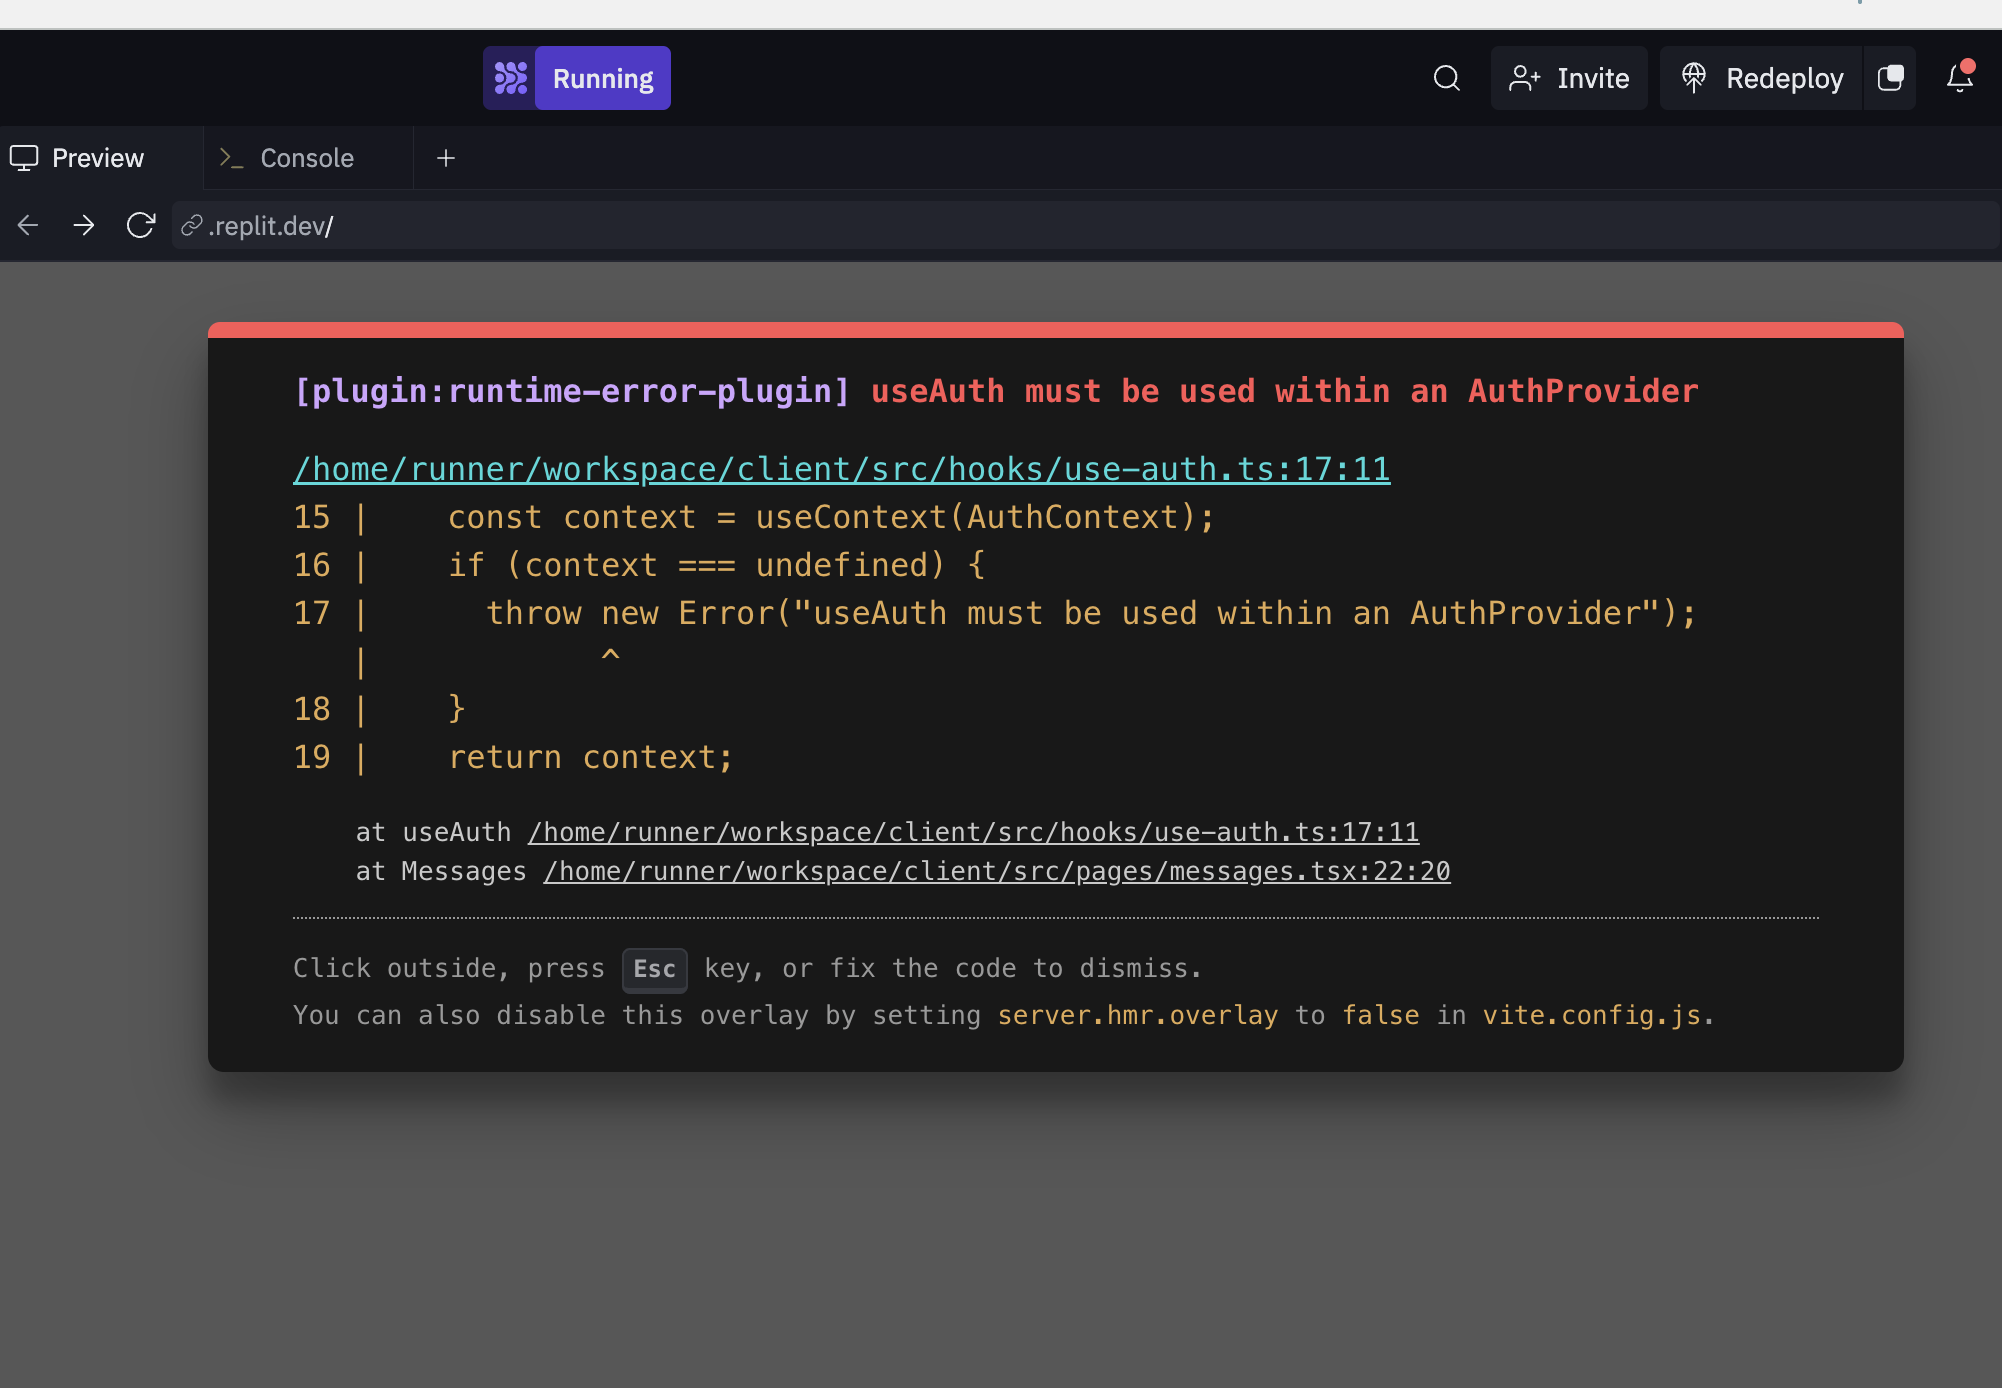 Running
Invite
Redeploy
Preview
Console
.replit.dev/
[plugin:runtime-error-plugin] useAuth must be used within an AuthProvider
/home/runner/workspace/client/src/hooks/use-auth.ts:17:11
15 |    const context = useContext(AuthContext);
16 |    if (context === undefined) {
17 |      throw new Error("useAuth must be used within an AuthProvider");
   |            ^
18 |    }
19 |    return context;
at useAuth /home/runner/workspace/client/src/hooks/use-auth.ts:17:11
at Messages /home/runner/workspace/client/src/pages/messages.tsx:22:20
Click outside, press Esc key, or fix the code to dismiss.
You can also disable this overlay by setting server.hmr.overlay to false in vite.config.js.